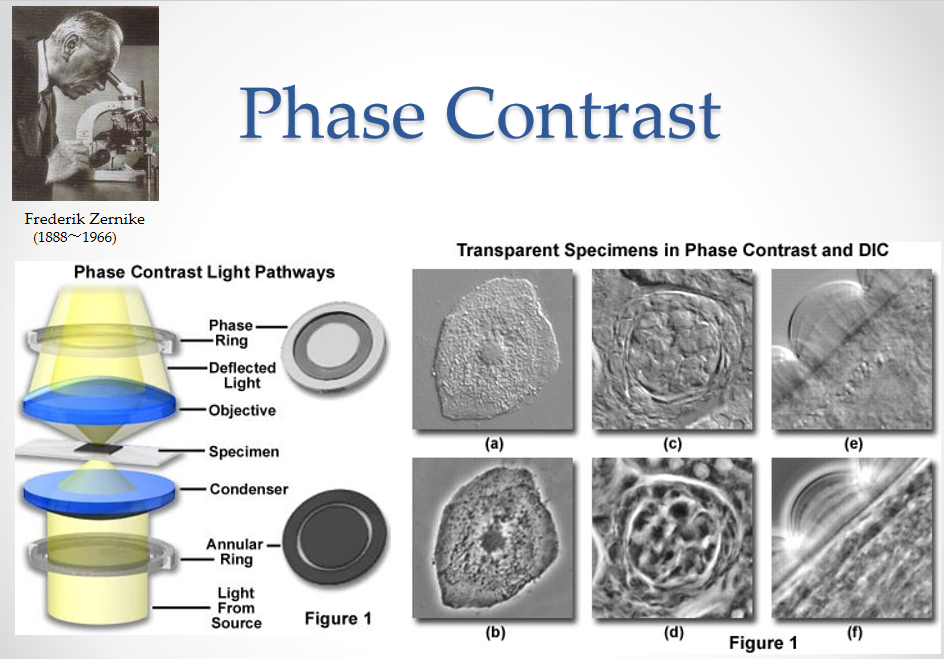 Phase Contrast
Frederik Zernike
(1888～1966)
Phase Contrast Light Pathways
Phase
Ring
Deflected
Light
Objective
Specimen
Condenser
Annular
Ring
Light
From
Source
Figure 1
Transparent Specimens in Phase Contrast and DIC
(a)
(c)
(e)
(b)
(d)
(f)
Figure 1